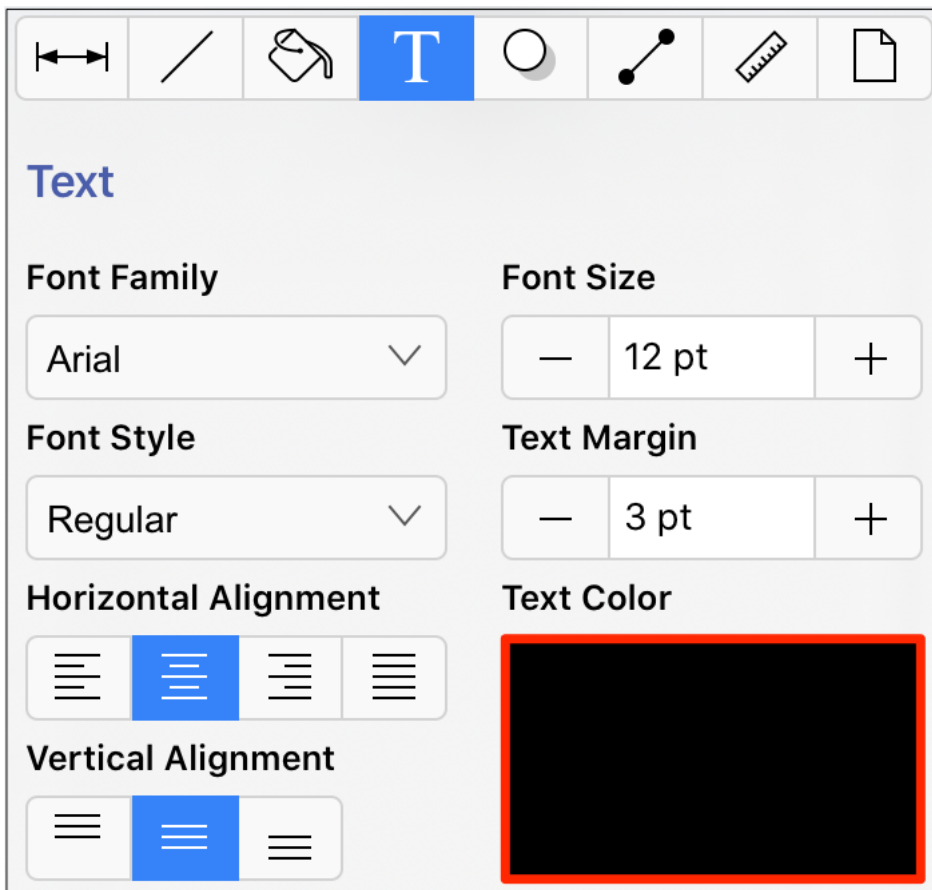 T
Text
Font Family
Font Size
Arial
12 pt
Font Style
Text Margin
Regular
3 pt
Horizontal Alignment
Text Color
Vertical Alignment